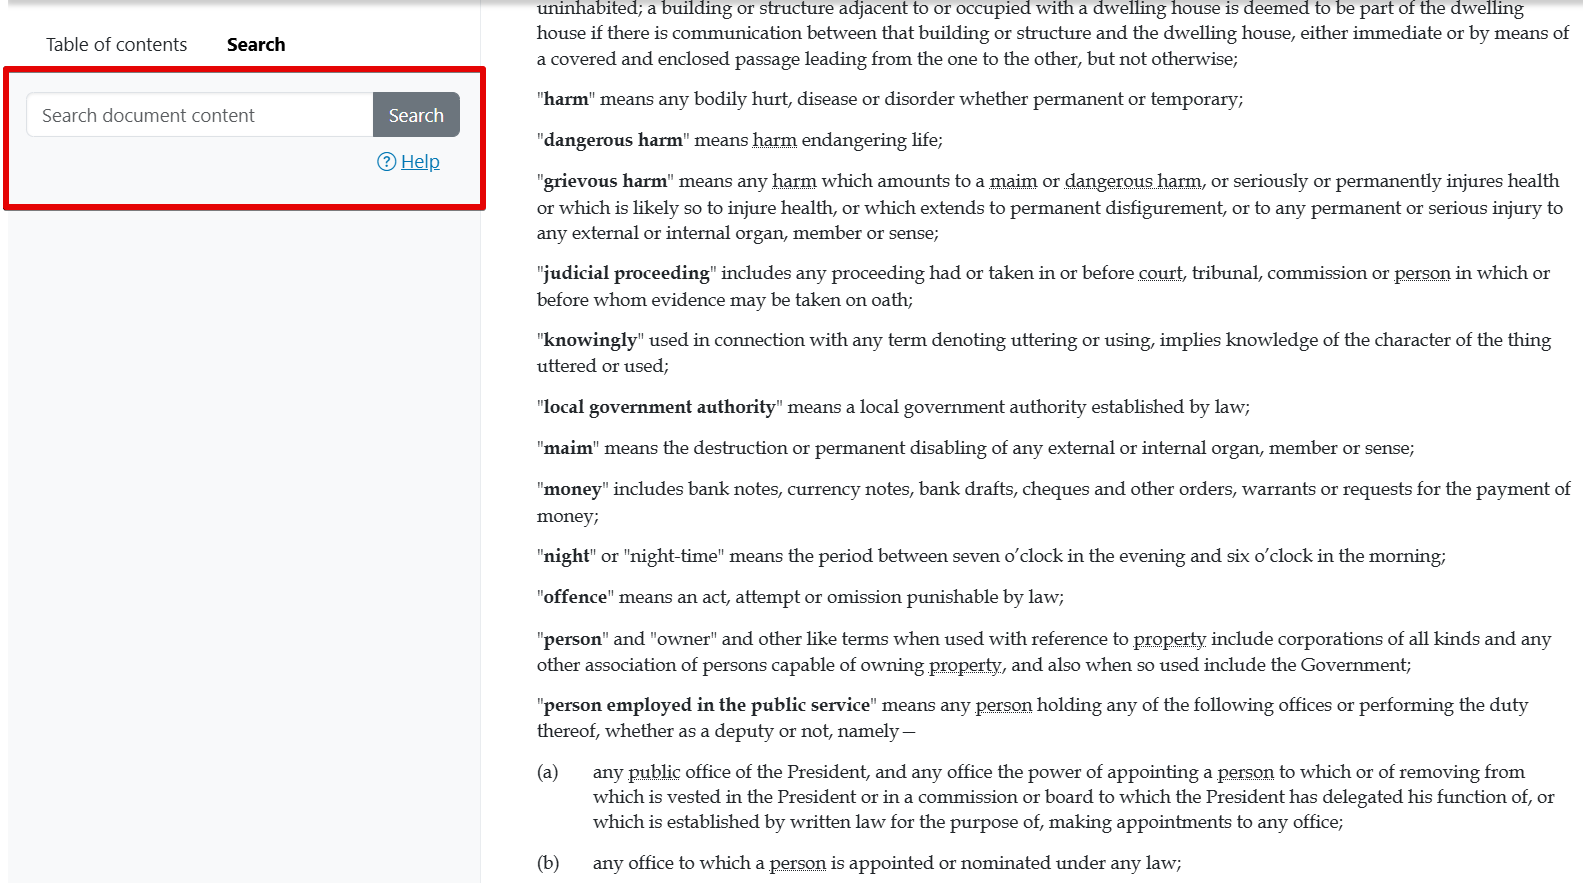 Table of contents Search
Search document content Search
Help
uninhabited; a building or structure adjacent to or occupied with a dwelling house is deemed to be part of the dwelling
house if there is communication between that building or structure and the dwelling house, either immediate or by means of
a covered and enclosed passage leading from the one to the other, but not otherwise;
"harm" means any bodily hurt, disease or disorder whether permanent or temporary;
"dangerous harm" means harm endangering life;
"grievous harm" means any harm which amounts to a maim or dangerous harm, or seriously or permanently injures health
or which is likely so to injure health, or which extends to permanent disfigurement, or to any permanent or serious injury to
any external or internal organ, member or sense;
"judicial proceeding" includes any proceeding had or taken in or before court, tribunal, commission or person in which or
before whom evidence may be taken on oath;
"knowingly" used in connection with any term denoting uttering or using, implies knowledge of the character of the thing
uttered or used;
"local government authority" means a local government authority established by law;
"maim" means the destruction or permanent disabling of any external or internal organ, member or sense;
"money" includes bank notes, currency notes, bank drafts, cheques and other orders, warrants or requests for the payment of
money;
"night" or "night-time" means the period between seven o’clock in the evening and six o’clock in the morning;
"offence" means an act, attempt or omission punishable by law;
"person" and "owner" and other like terms when used with reference to property include corporations of all kinds and any
other association of persons capable of owning property, and also when so used include the Government;
"person employed in the public service" means any person holding any of the following offices or performing the duty
thereof, whether as a deputy or not, namely—
(a) any public office of the President, and any office the power of appointing a person to which or of removing from
which is vested in the President or in a commission or board to which the President has delegated his function of, or
which is established by written law for the purpose of, making appointments to any office;
(b) any office to which a person is appointed or nominated under any law;